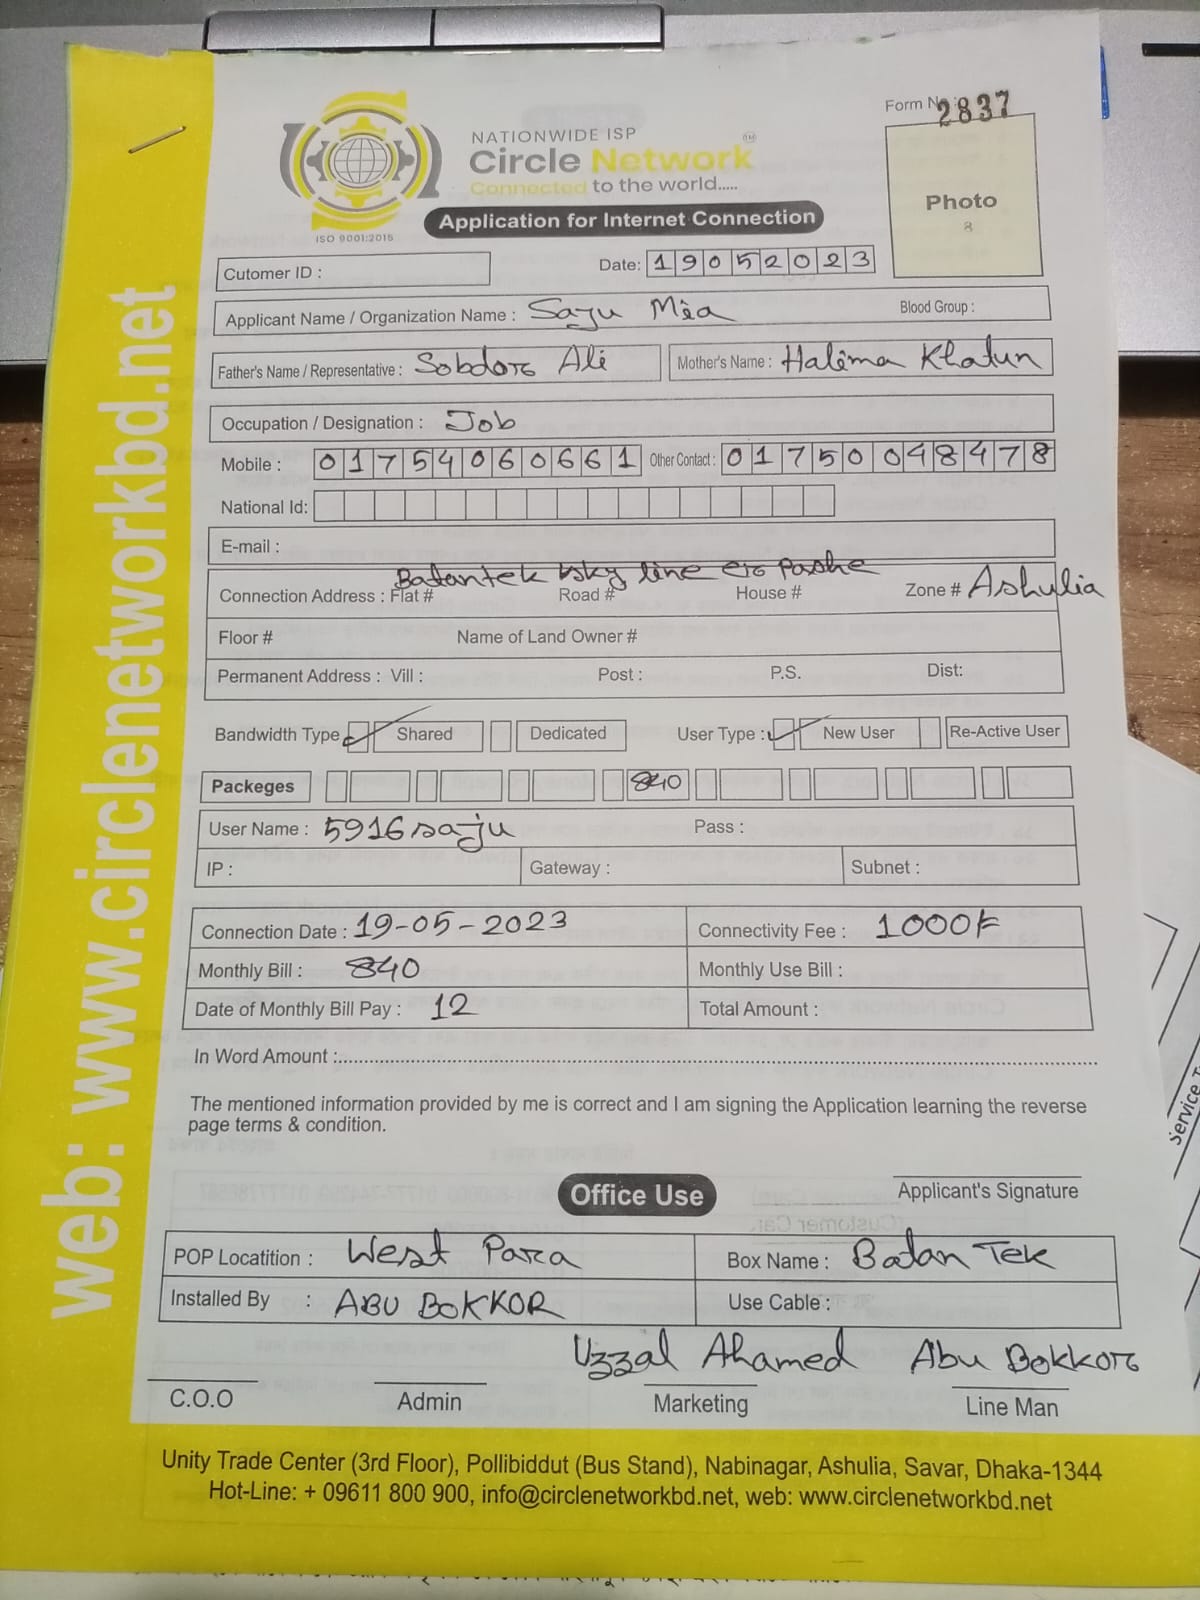 Form No: 2837
NATIONWIDE ISP
Circle Network TM
Connected to the world.....
ISO 9001:2015
Application for Internet Connection
Photo
Cutomer ID :
Date: 19052023
Applicant Name / Organization Name : Saju Mia
Blood Group :
Father's Name / Representative : Sobdor Ali
Mother's Name : Halima Khatun
Occupation / Designation : Job
Mobile : 01754060661 Other Contact : 01750048478
National Id:
E-mail :
Batantek sky line er Pashe
Connection Address : Flat # Road # House # Zone # Ashulia
Floor # Name of Land Owner #
Permanent Address : Vill : Post : P.S. Dist:
Bandwidth Type : Shared Dedicated User Type : New User Re-Active User
Packeges 840
User Name : 5916saju Pass :
IP : Gateway : Subnet :
Connection Date : 19-05-2023 Connectivity Fee : 1000/=
Monthly Bill : 840 Monthly Use Bill :
Date of Monthly Bill Pay : 12 Total Amount :
In Word Amount :
The mentioned information provided by me is correct and I am signing the Application learning the reverse
page terms & condition.
Applicant's Signature
Office Use
POP Locatition : West Para Box Name : Batan Tek
Installed By : ABU BOKKOR Use Cable :
Uzzal Ahamed Abu Bokkor
C.O.O Admin Marketing Line Man
Unity Trade Center (3rd Floor), Pollibiddut (Bus Stand), Nabinagar, Ashulia, Savar, Dhaka-1344
Hot-Line: + 09611 800 900, info@circlenetworkbd.net, web: www.circlenetworkbd.net
web: www.circlenetworkbd.net